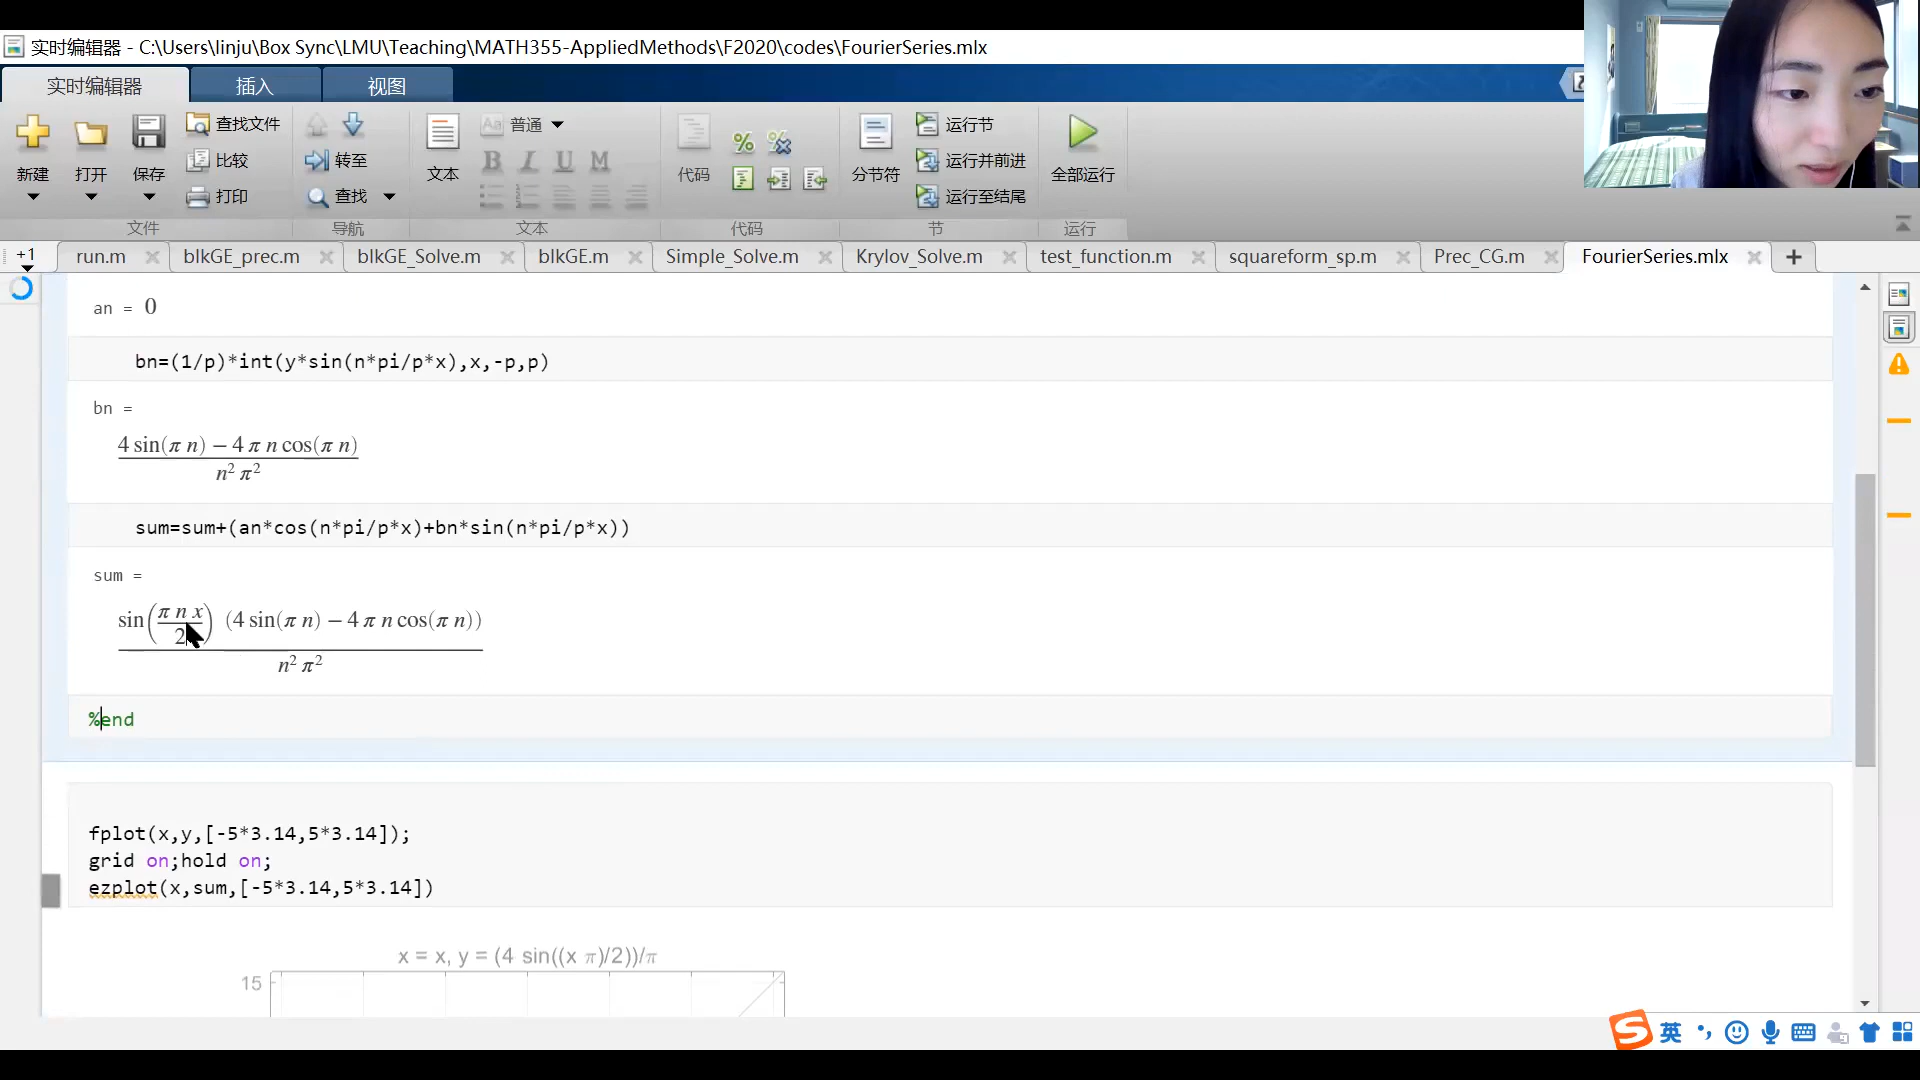 实时编辑器 - C:\Users\linju\Box Sync\LMU\Teaching\MATH355-AppliedMethods\F2020\codes\FourierSeries.mlx
实时编辑器 插入 视图
新建 打开 保存 查找文件 比较 打印
文件
转至 查找
导航
文本 Aa 普通 B I U M
文本
代码 % %
代码
分节符 运行节 运行并前进 运行至结尾
节
全部运行
运行
+1 run.m blkGE_prec.m blkGE_Solve.m blkGE.m Simple_Solve.m Krylov_Solve.m test_function.m squareform_sp.m Prec_CG.m FourierSeries.mlx +
an = 0
bn=(1/p)*int(y*sin(n*pi/p*x),x,-p,p)
bn =
4 sin(π n) − 4 π n cos(π n)
n² π²
sum=sum+(an*cos(n*pi/p*x)+bn*sin(n*pi/p*x))
sum =
sin(π n x / 2) (4 sin(π n) − 4 π n cos(π n))
n² π²
%end
fplot(x,y,[-5*3.14,5*3.14]);
grid on;hold on;
ezplot(x,sum,[-5*3.14,5*3.14])
x = x, y = (4 sin((x π)/2))/π
15
S 英